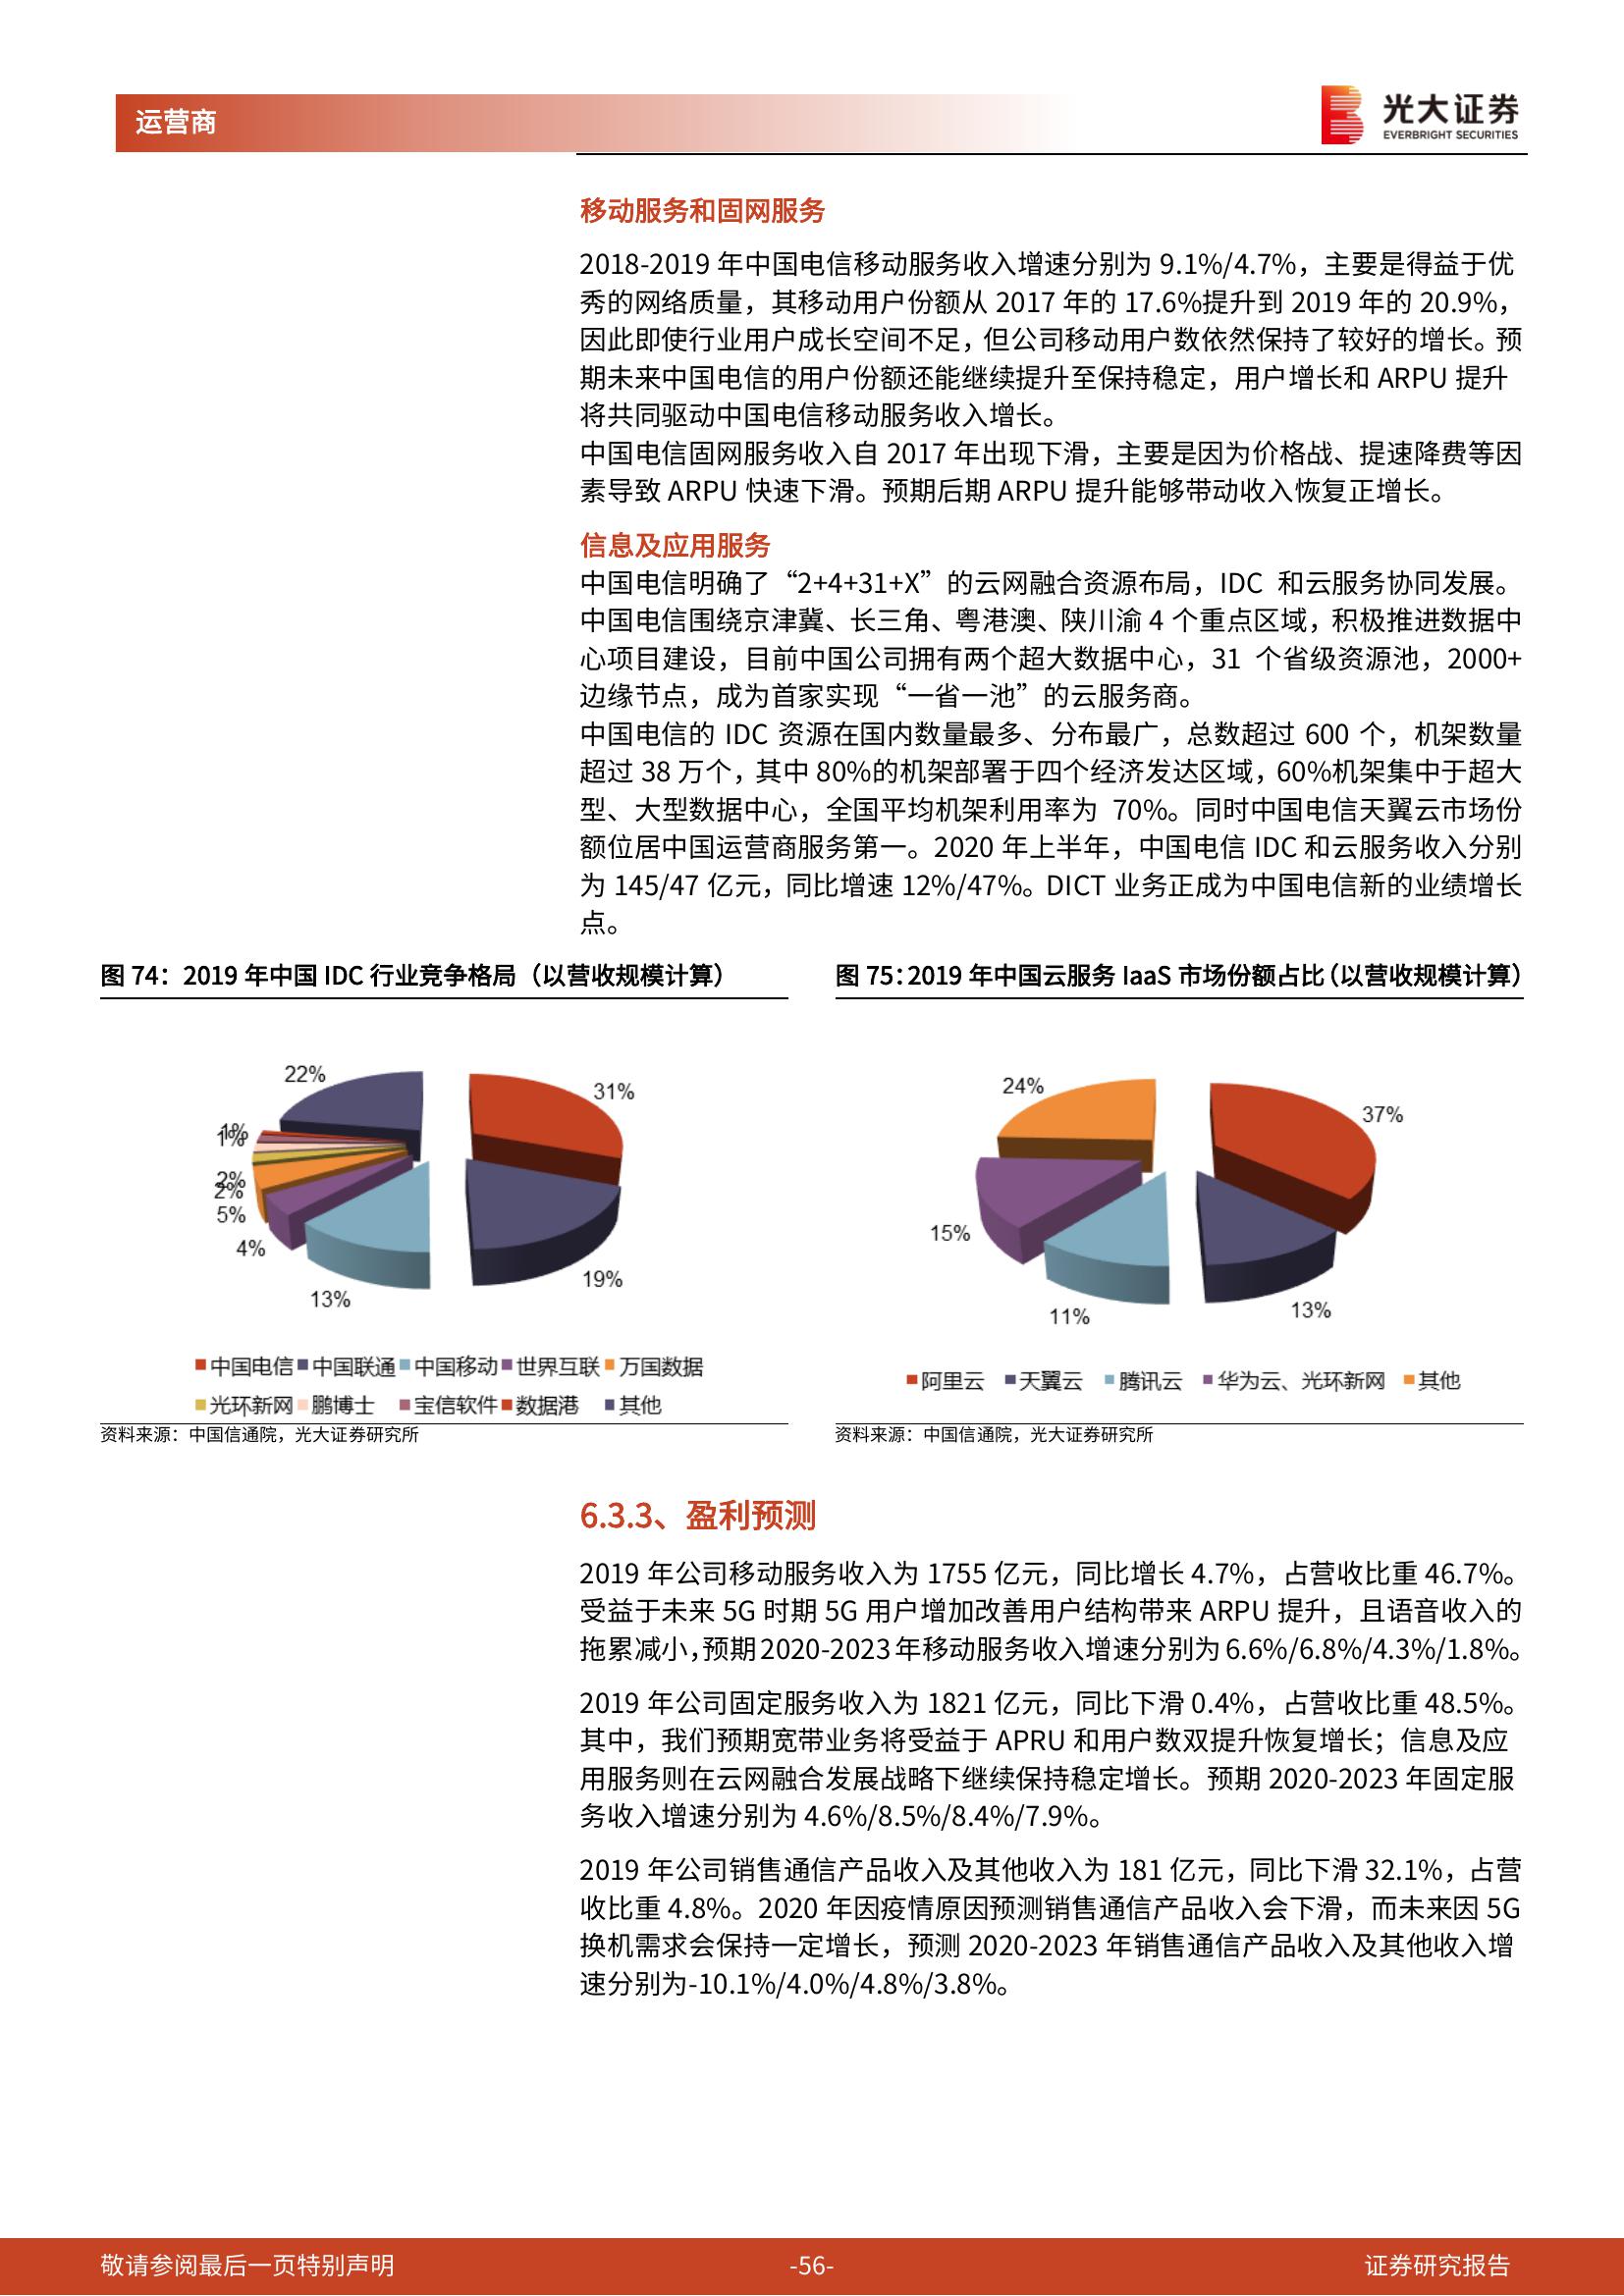 运营商
光大证券
EVERBRIGHT SECURITIES
移动服务和固网服务
2018-2019 年中国电信移动服务收入增速分别为 9.1%/4.7%，主要是得益于优
秀的网络质量，其移动用户份额从 2017 年的 17.6%提升到 2019 年的 20.9%，
因此即使行业用户成长空间不足，但公司移动用户数依然保持了较好的增长。预
期未来中国电信的用户份额还能继续提升至保持稳定，用户增长和 ARPU 提升
将共同驱动中国电信移动服务收入增长。
中国电信固网服务收入自 2017 年出现下滑，主要是因为价格战、提速降费等因
素导致 ARPU 快速下滑。预期后期 ARPU 提升能够带动收入恢复正增长。
信息及应用服务
中国电信明确了“2+4+31+X”的云网融合资源布局，IDC 和云服务协同发展。
中国电信围绕京津冀、长三角、粤港澳、陕川渝 4 个重点区域，积极推进数据中
心项目建设，目前中国公司拥有两个超大数据中心，31 个省级资源池，2000+
边缘节点，成为首家实现“一省一池”的云服务商。
中国电信的 IDC 资源在国内数量最多、分布最广，总数超过 600 个，机架数量
超过 38 万个，其中 80%的机架部署于四个经济发达区域，60%机架集中于超大
型、大型数据中心，全国平均机架利用率为 70%。同时中国电信天翼云市场份
额位居中国运营商服务第一。2020 年上半年，中国电信 IDC 和云服务收入分别
为 145/47 亿元，同比增速 12%/47%。DICT 业务正成为中国电信新的业绩增长
点。
图 74：2019 年中国 IDC 行业竞争格局（以营收规模计算）
22%
31%
1%
1%
2%
2%
5%
4%
13%
19%
中国电信 中国联通 中国移动 世界互联 万国数据
光环新网 鹏博士 宝信软件 数据港 其他
资料来源：中国信通院，光大证券研究所
图 75：2019 年中国云服务 IaaS 市场份额占比（以营收规模计算）
24%
37%
15%
11%
13%
阿里云 天翼云 腾讯云 华为云、光环新网 其他
资料来源：中国信通院，光大证券研究所
6.3.3、盈利预测
2019 年公司移动服务收入为 1755 亿元，同比增长 4.7%，占营收比重 46.7%。
受益于未来 5G 时期 5G 用户增加改善用户结构带来 ARPU 提升，且语音收入的
拖累减小，预期 2020-2023 年移动服务收入增速分别为 6.6%/6.8%/4.3%/1.8%。
2019 年公司固定服务收入为 1821 亿元，同比下滑 0.4%，占营收比重 48.5%。
其中，我们预期宽带业务将受益于 APRU 和用户数双提升恢复增长；信息及应
用服务则在云网融合发展战略下继续保持稳定增长。预期 2020-2023 年固定服
务收入增速分别为 4.6%/8.5%/8.4%/7.9%。
2019 年公司销售通信产品收入及其他收入为 181 亿元，同比下滑 32.1%，占营
收比重 4.8%。2020 年因疫情原因预测销售通信产品收入会下滑，而未来因 5G
换机需求会保持一定增长，预测 2020-2023 年销售通信产品收入及其他收入增
速分别为-10.1%/4.0%/4.8%/3.8%。
敬请参阅最后一页特别声明
-56-
证券研究报告